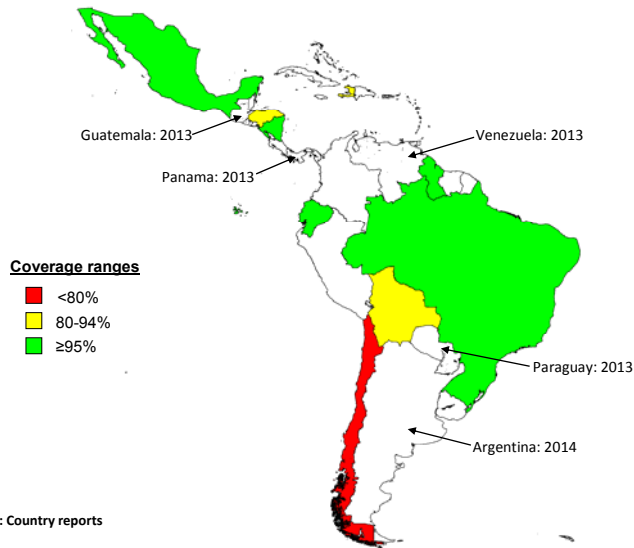 Guatemala: 2013
Venezuela: 2013
Panama: 2013
Coverage ranges
<80%
80-94%
≥95%
Paraguay: 2013
Argentina: 2014
: Country reports